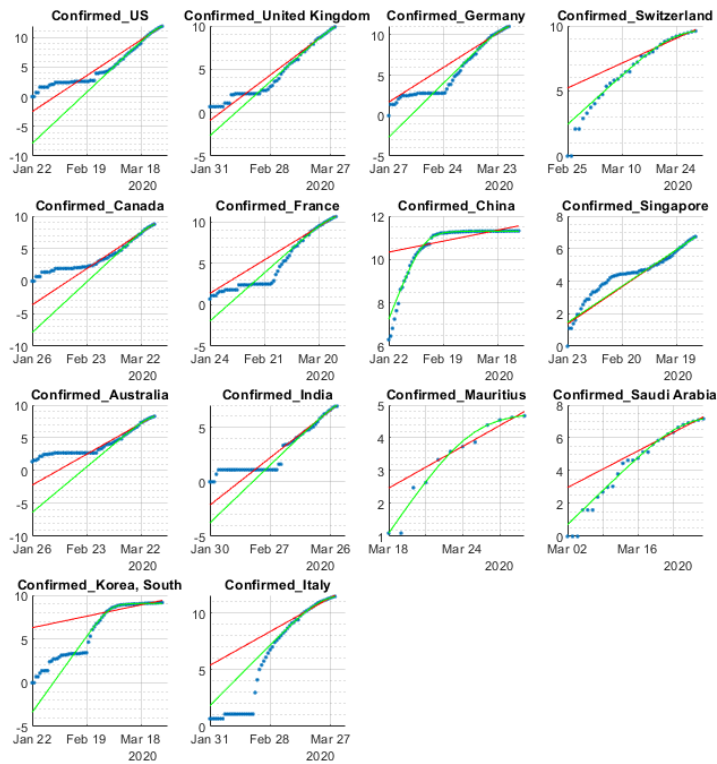 Confirmed_US
10
5
0
-5
-10
Jan 22 Feb 19 Mar 18
2020
Confirmed_United Kingdom
10
5
0
-5
Jan 31 Feb 28 Mar 27
2020
Confirmed_Germany
10
5
0
-5
Jan 27 Feb 24 Mar 23
2020
Confirmed_Switzerland
10
5
0
Feb 25 Mar 10 Mar 24
2020
Confirmed_Canada
10
5
0
-5
-10
Jan 26 Feb 23 Mar 22
2020
Confirmed_France
10
5
0
-5
Jan 24 Feb 21 Mar 20
2020
Confirmed_China
12
11
10
9
8
7
6
Jan 22 Feb 19 Mar 18
2020
Confirmed_Singapore
8
6
4
2
0
Jan 23 Feb 20 Mar 19
2020
Confirmed_Australia
10
5
0
-5
-10
Jan 26 Feb 23 Mar 22
2020
Confirmed_India
5
0
-5
Jan 30 Feb 27 Mar 26
2020
Confirmed_Mauritius
5
4
3
2
1
Mar 18 Mar 24
2020
Confirmed_Saudi Arabia
8
6
4
2
0
Mar 02 Mar 16
2020
Confirmed_Korea, South
10
5
0
-5
Jan 22 Feb 19 Mar 18
2020
Confirmed_Italy
10
5
0
Jan 31 Feb 28 Mar 27
2020